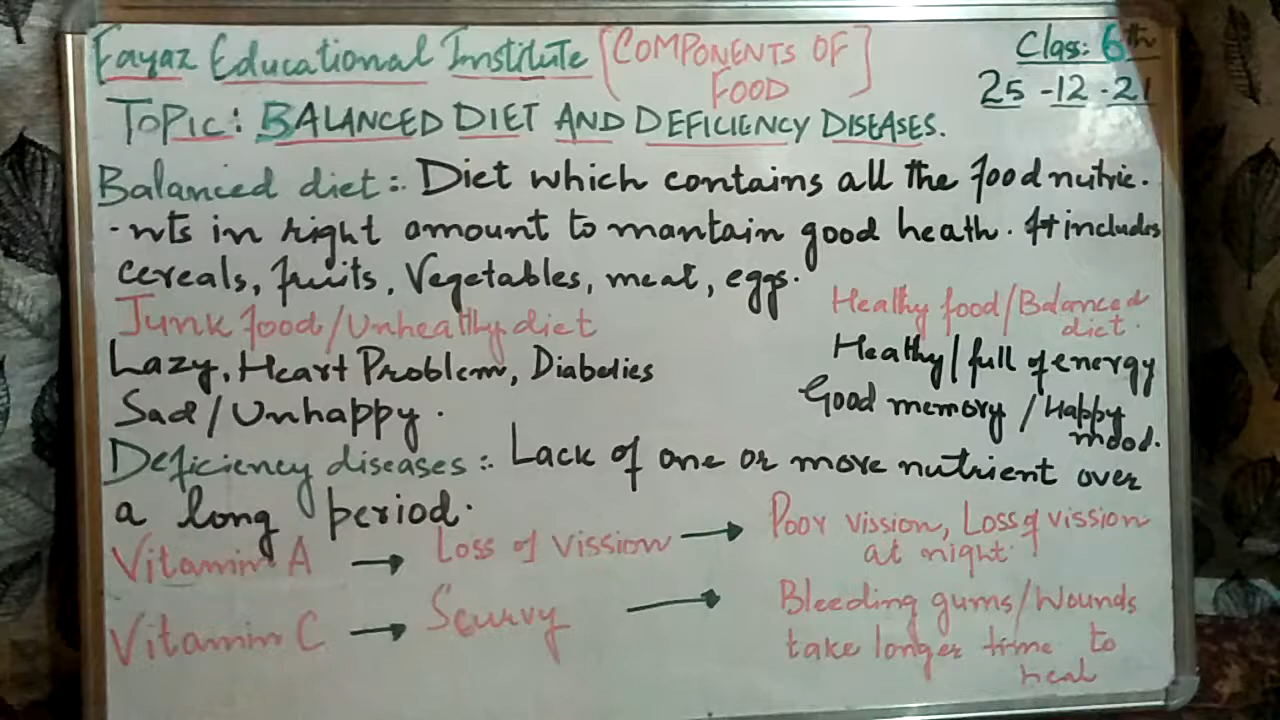 Fayaz Educational Institute [COMPONENTS OF FOOD]
Class: 6th
25-12-21
TOPIC: BALANCED DIET AND DEFICIENCY DISEASES.
Balanced diet:. Diet which contains all the food nutrie.
-nts in right amount to mantain good heath. It includes
cereals, fruits, Vegetables, meat, eggs.
Junk food/Unhealthy diet
Lazy, Heart Problem, Diabedies
Sad/Unhappy.
Healthy food/Balanced
diet.
Healthy/full of energy
Good memory/Happy
mood.
Deficiency diseases:. Lack of one or more nutrient over
a long period.
Vitamin A → Loss of vission → Poor vission, Loss of vission
at night.
Vitamin C → Scurvy → Bleeding gums/Wounds
take longer time to
heal